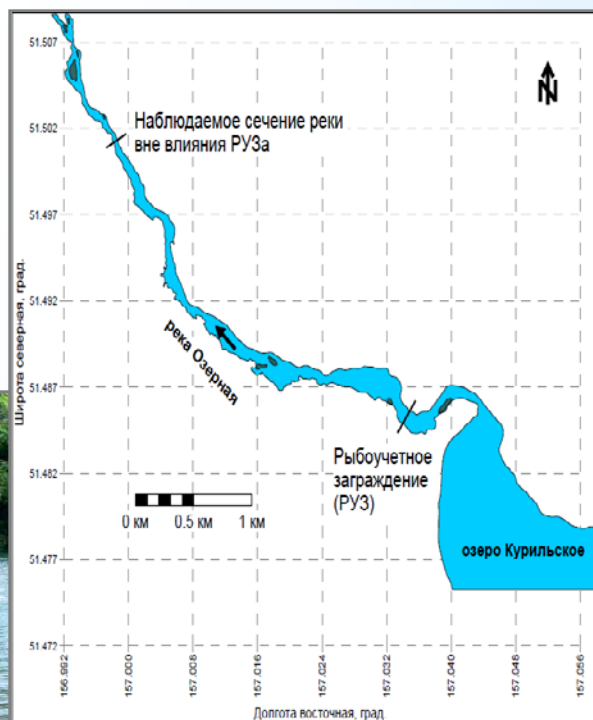 51.507
N
51.502
Наблюдаемое сечение реки
вне влияния РУЗа
51.497
51.492
река Озерная
51.487
Рыбоучетное
заграждение
(РУЗ)
51.482
0 км 0.5 км 1 км
51.477
озеро Курильское
51.472
Широта северная, град.
156.992 157.000 157.008 157.016 157.024 157.032 157.040 157.048 157.056
Долгота восточная, град.